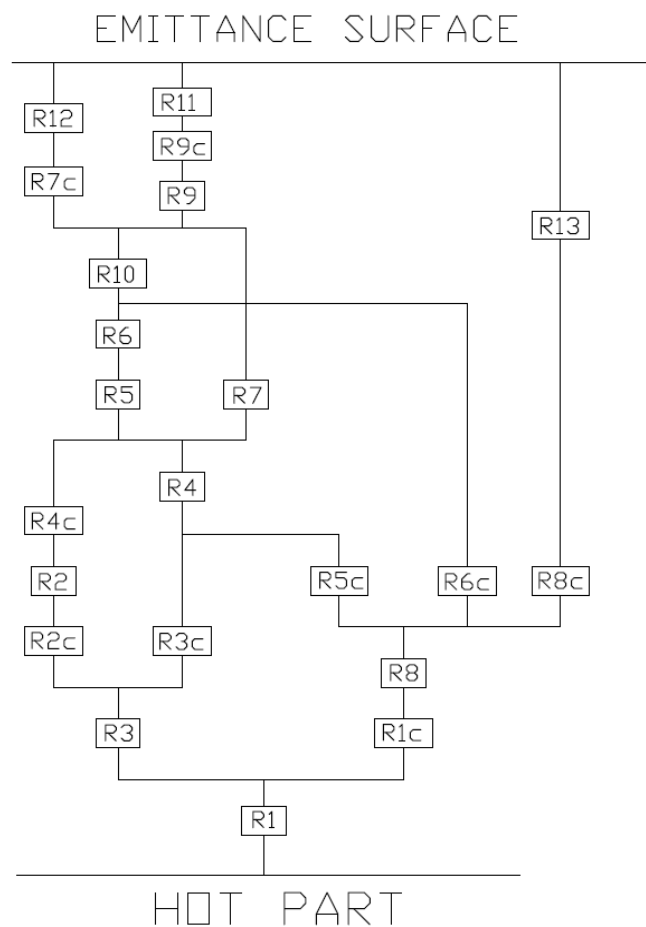 EMITTANCE SURFACE
R11
R12
R9c
R7c
R9
R13
R10
R6
R5
R7
R4
R4c
R2
R5c
R6c
R8c
R2c
R3c
R8
R3
R1c
R1
HOT PART